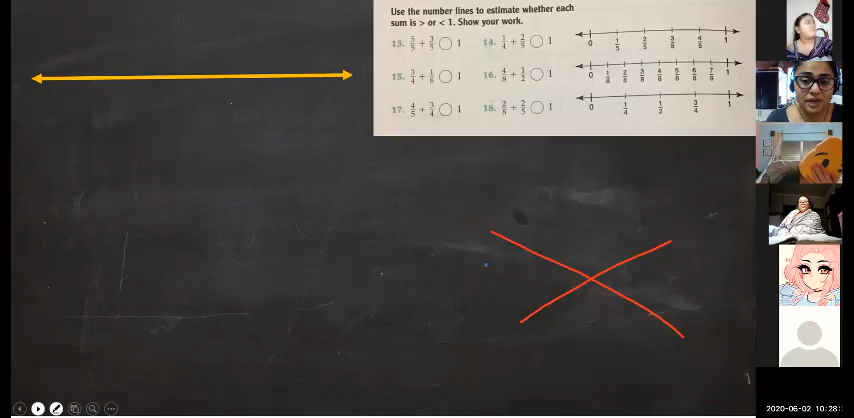 Use the number lines to estimate whether each
sum is > or < 1. Show your work.
13. 5/5 + 3/5 ○ 1 14. 1/4 + 2/5 ○ 1
15. 3/4 + 1/8 ○ 1 16. 4/8 + 1/2 ○ 1
17. 4/5 + 3/4 ○ 1 18. 2/5 + 2/5 ○ 1
0 1/5 2/5 3/5 4/5 1
0 1/8 2/8 3/8 4/8 5/8 6/8 7/8 1
0 1/4 1/2 3/4 1
2020-06-02 10:28: